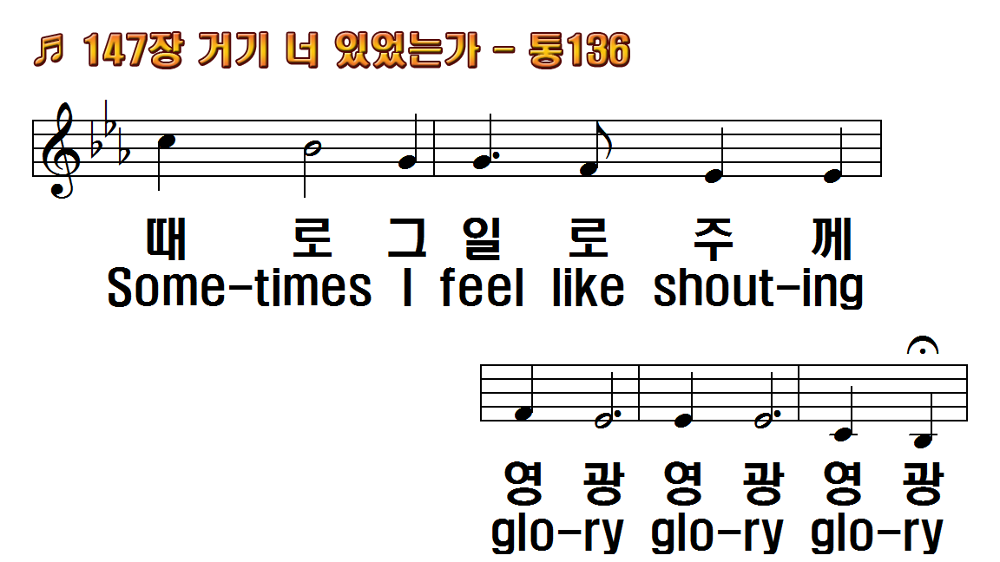 ♬ 147장 거기 너 있었는가 - 통136
때 로 그 일 로 주 께
Some-times I feel like shout-ing
영 광 영 광 영 광
glo-ry glo-ry glo-ry